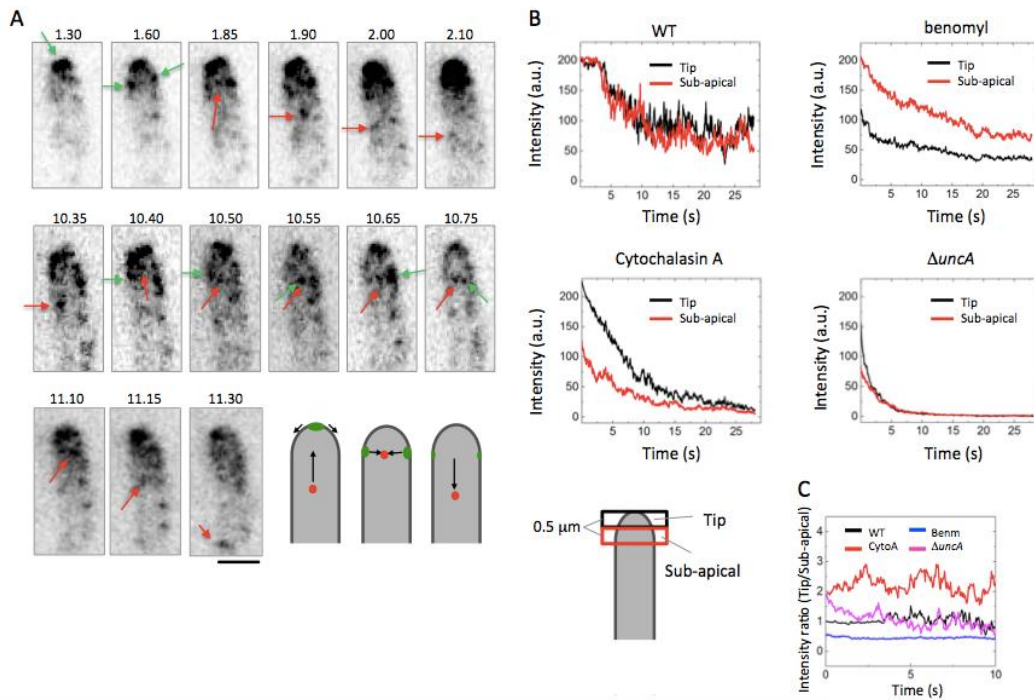 A
1.30 1.60 1.85 1.90 2.00 2.10
10.35 10.40 10.50 10.55 10.65 10.75
11.10 11.15 11.30
B
WT
Intensity (a.u.)
200
150
100
50
0
Tip
Sub-apical
5 10 15 20 25
Time (s)
benomyl
Intensity (a.u.)
200
150
100
50
0
Tip
Sub-apical
5 10 15 20 25
Time (s)
Cytochalasin A
Intensity (a.u.)
200
150
100
50
0
Tip
Sub-apical
5 10 15 20 25
Time (s)
ΔuncA
Intensity (a.u.)
200
150
100
50
0
Tip
Sub-apical
5 10 15 20 25
Time (s)
0.5 μm
Tip
Sub-apical
C
Intensity ratio (Tip/Sub-apical)
4
3
2
1
0
WT Benm
CytoA ΔuncA
0 5 10
Time (s)